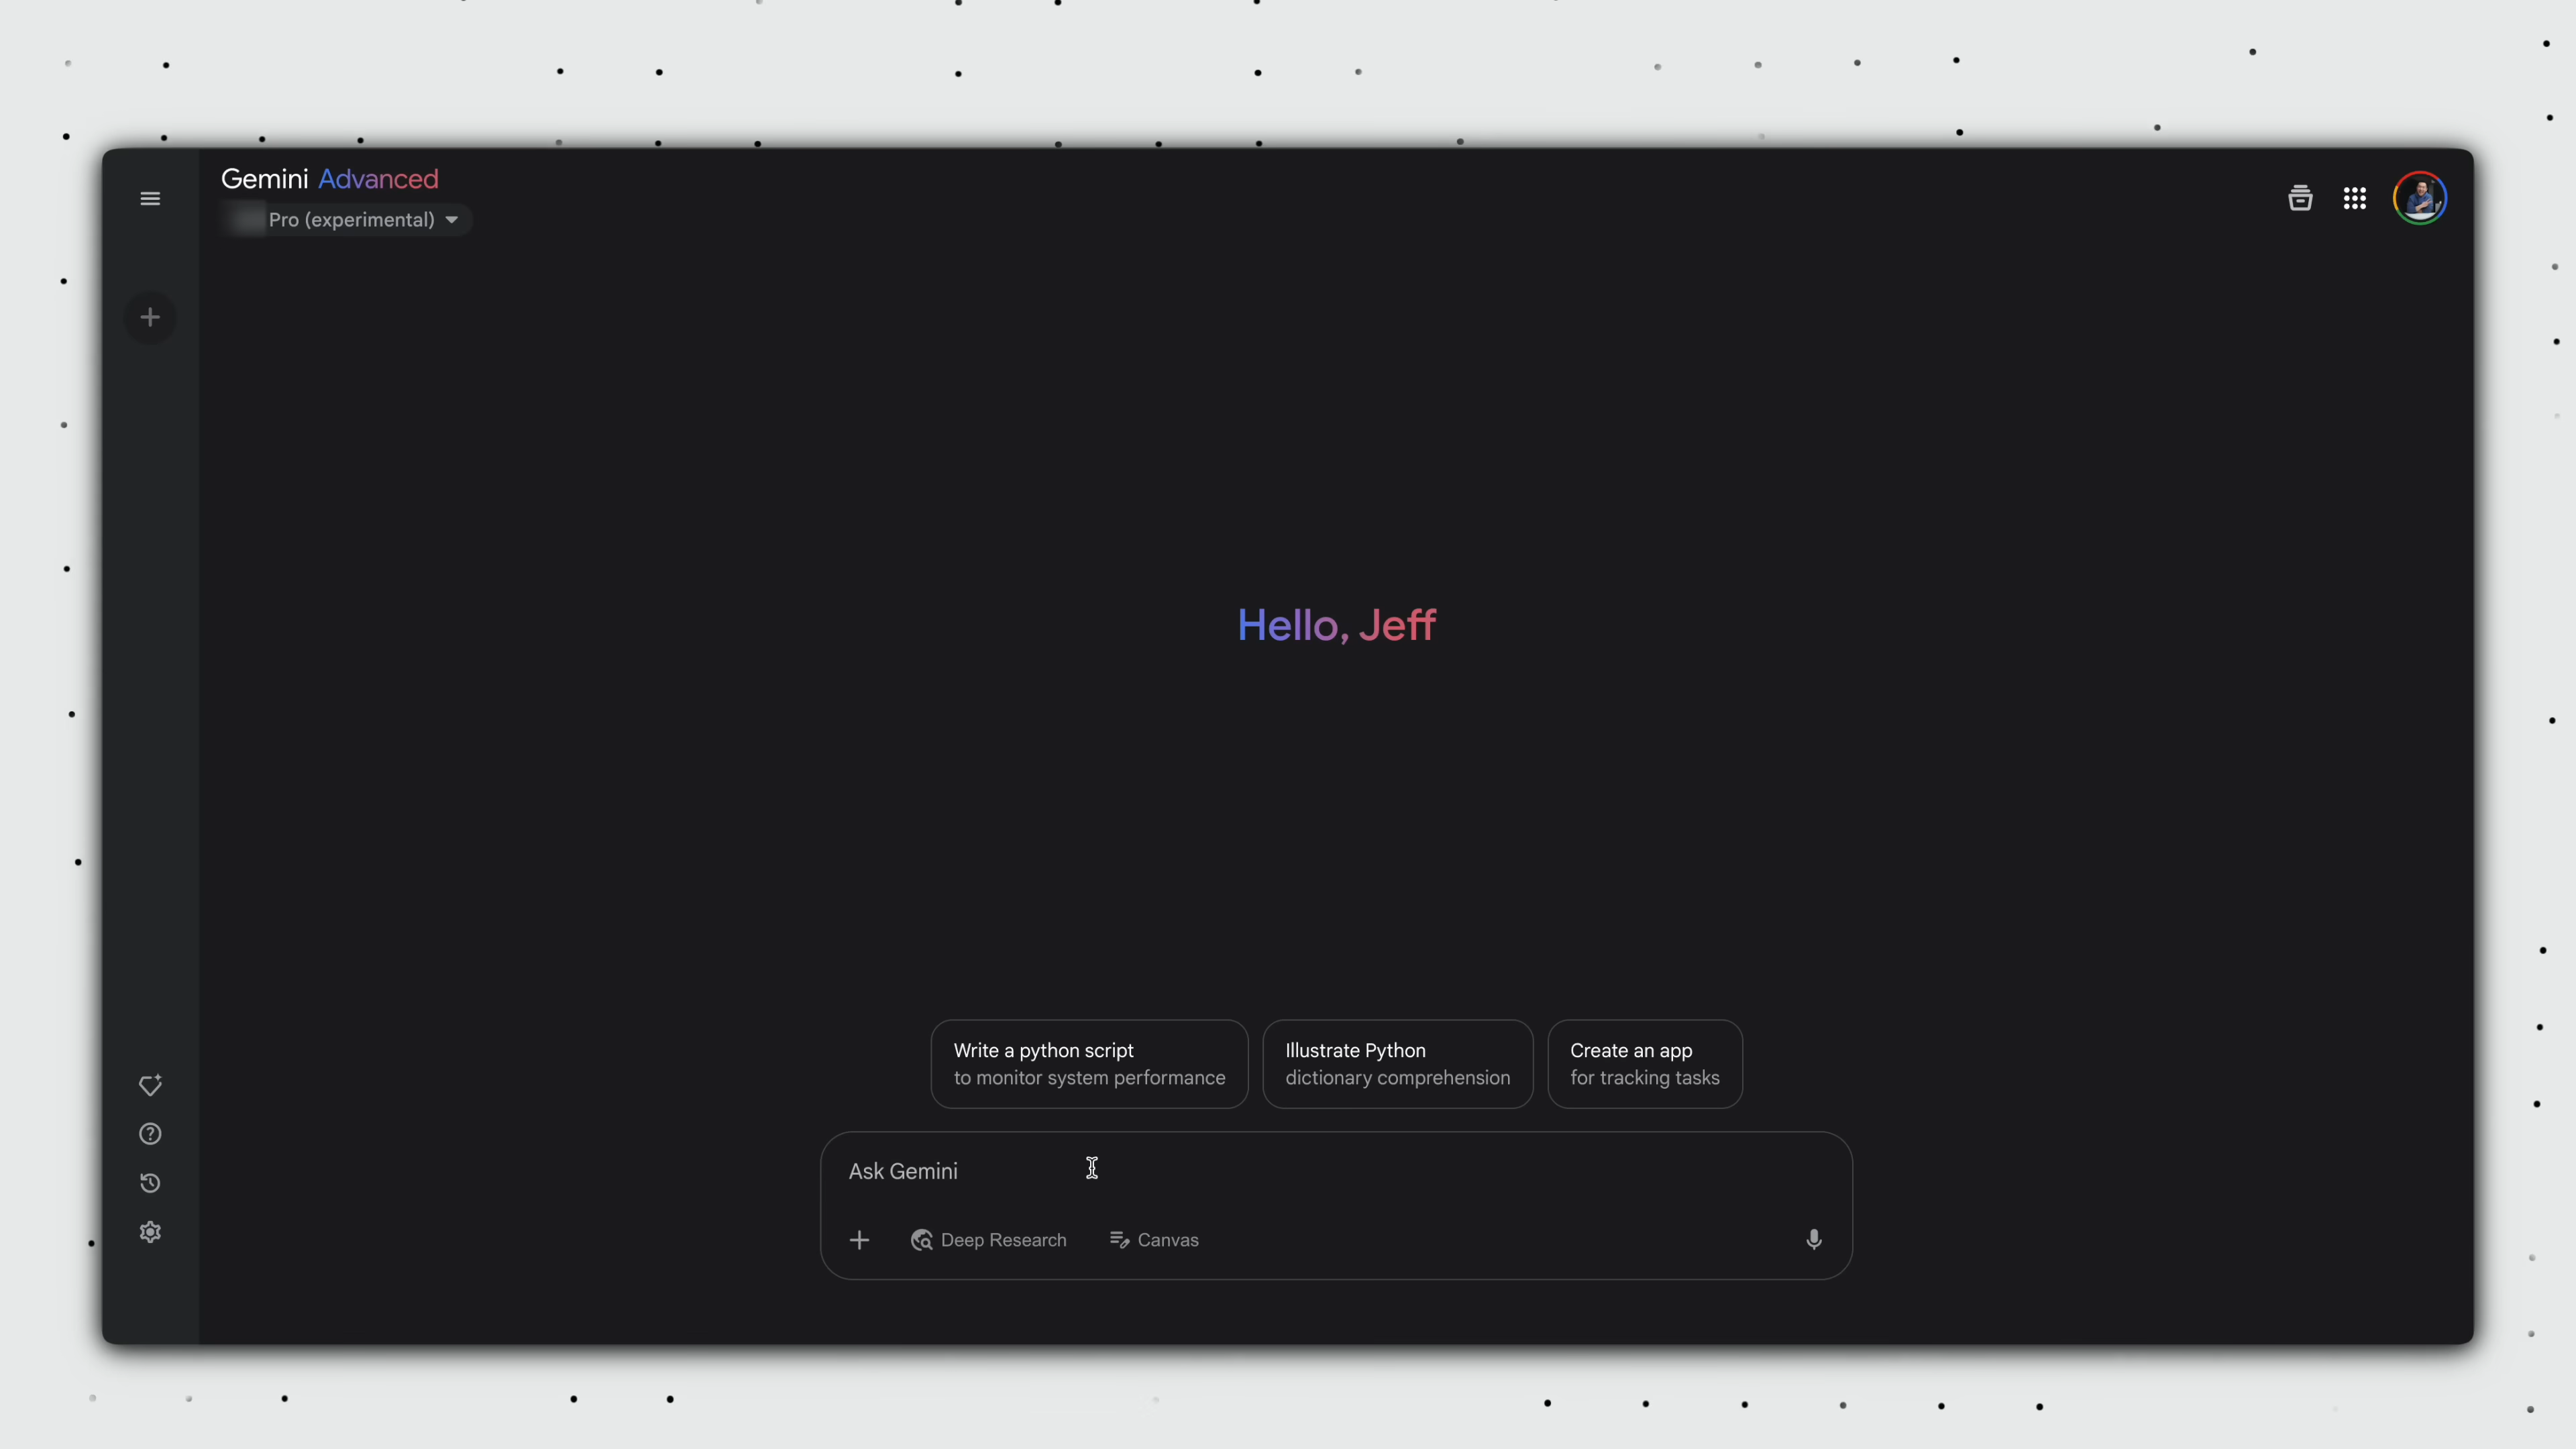 Gemini Advanced
Pro (experimental)
Hello, Jeff
Write a python script
to monitor system performance
Illustrate Python
dictionary comprehension
Create an app
for tracking tasks
Ask Gemini
Deep Research
Canvas